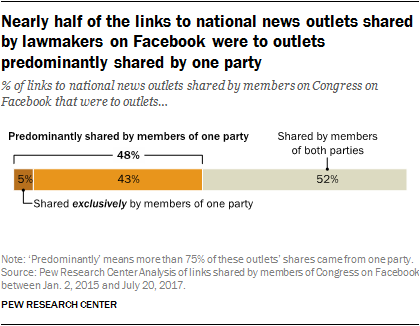 Nearly half of the links to national news outlets shared
by lawmakers on Facebook were to outlets
predominantly shared by one party
% of links to national news outlets shared by members on Congress on
Facebook that were to outlets...
Predominantly shared by members of one party
Shared by members
of both parties
48%
5%
43%
52%
Shared exclusively by members of one party
Note: ‘Predominantly’ means more than 75% of these outlets’ shares came from one party.
Source: Pew Research Center Analysis of links shared by members of Congress on Facebook
between Jan. 2, 2015 and July 20, 2017.
PEW RESEARCH CENTER